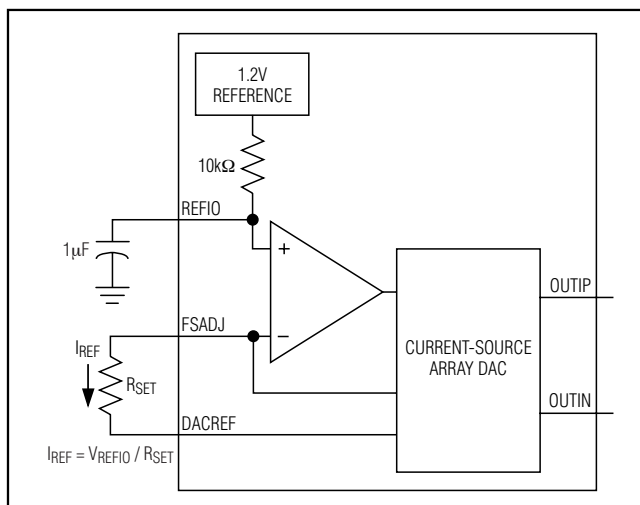 1.2V
REFERENCE
10kΩ
REFIO
1µF
+
OUTIP
FSADJ
−
CURRENT-SOURCE
ARRAY DAC
IREF
RSET
OUTIN
DACREF
IREF = VREFIO / RSET